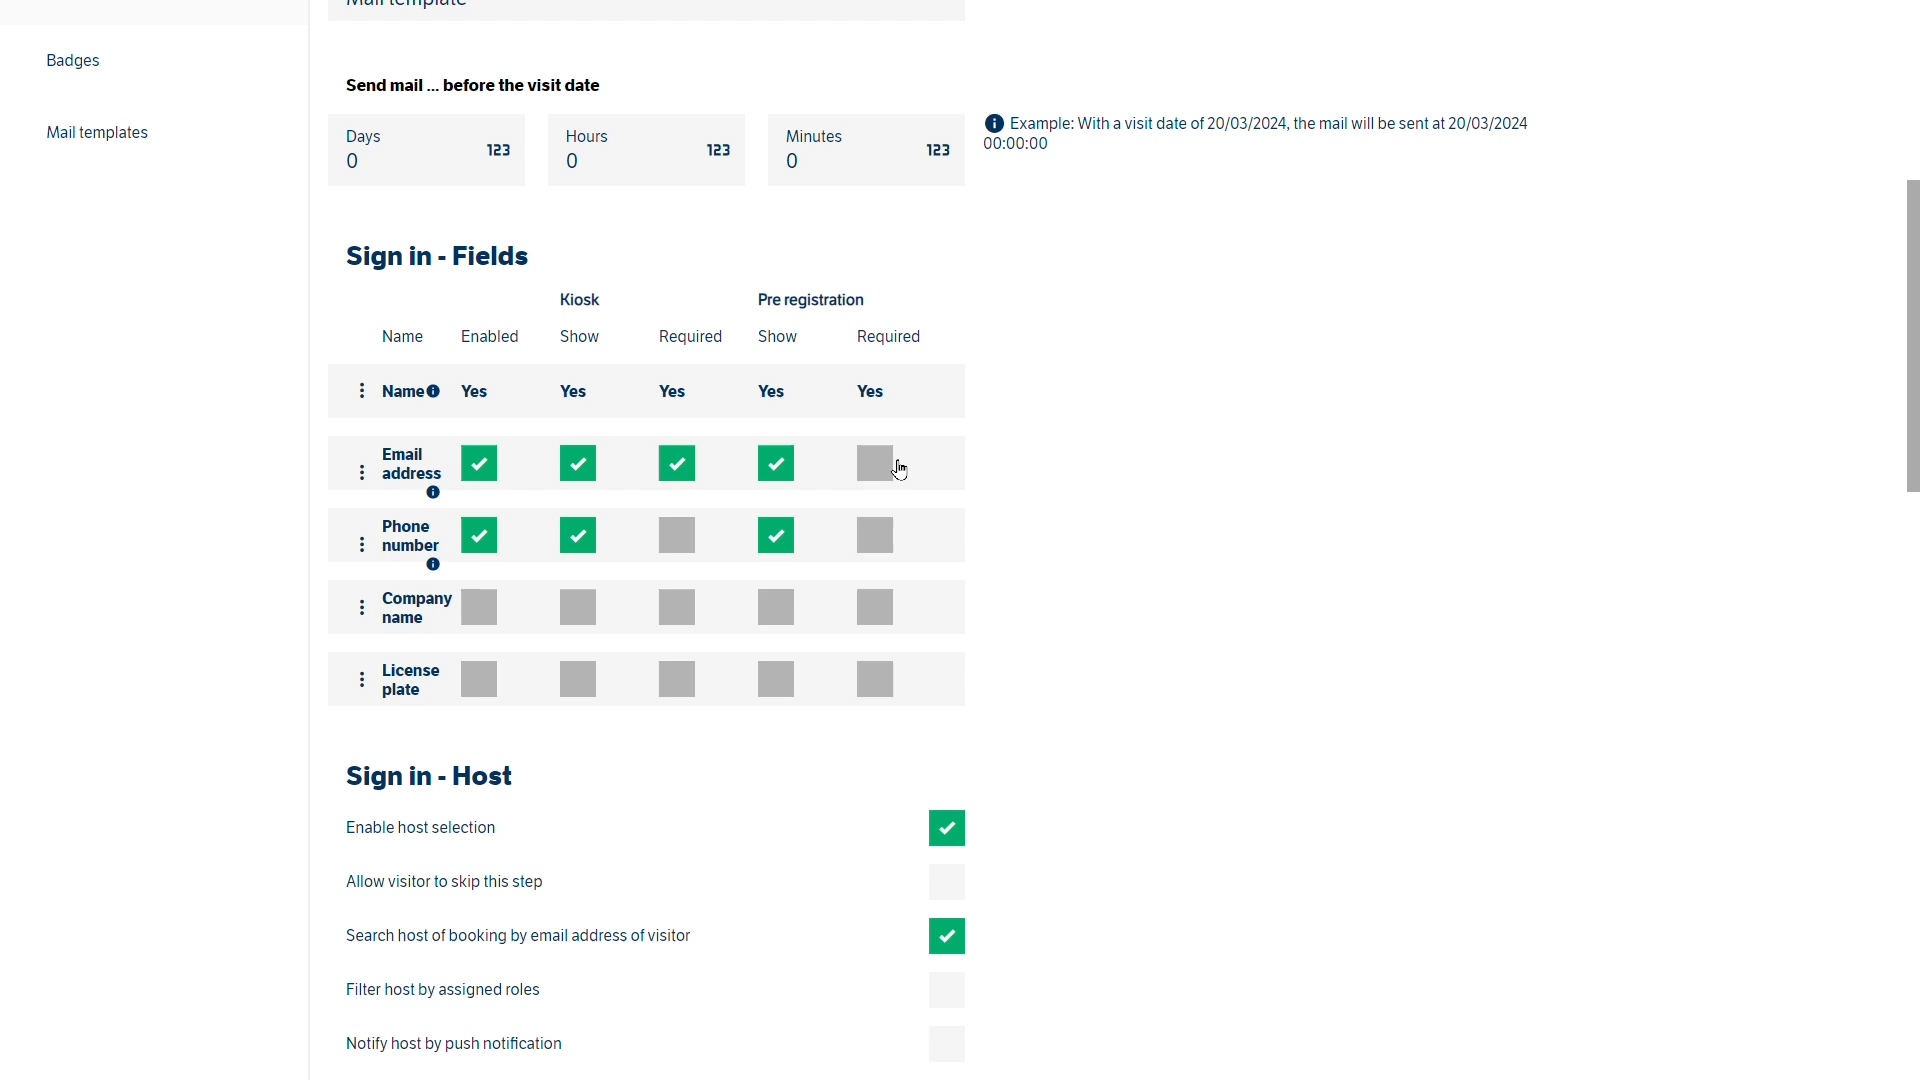 Mail template
Badges
Mail templates
Send mail ... before the visit date
Days
0
123
Hours
0
123
Minutes
0
123
Example: With a visit date of 20/03/2024, the mail will be sent at 20/03/2024
00:00:00
Sign in - Fields
Kiosk Pre registration
Name Enabled Show Required Show Required
Name Yes Yes Yes Yes Yes
Email
address
Phone
number
Company
name
License
plate
Sign in - Host
Enable host selection
Allow visitor to skip this step
Search host of booking by email address of visitor
Filter host by assigned roles
Notify host by push notification